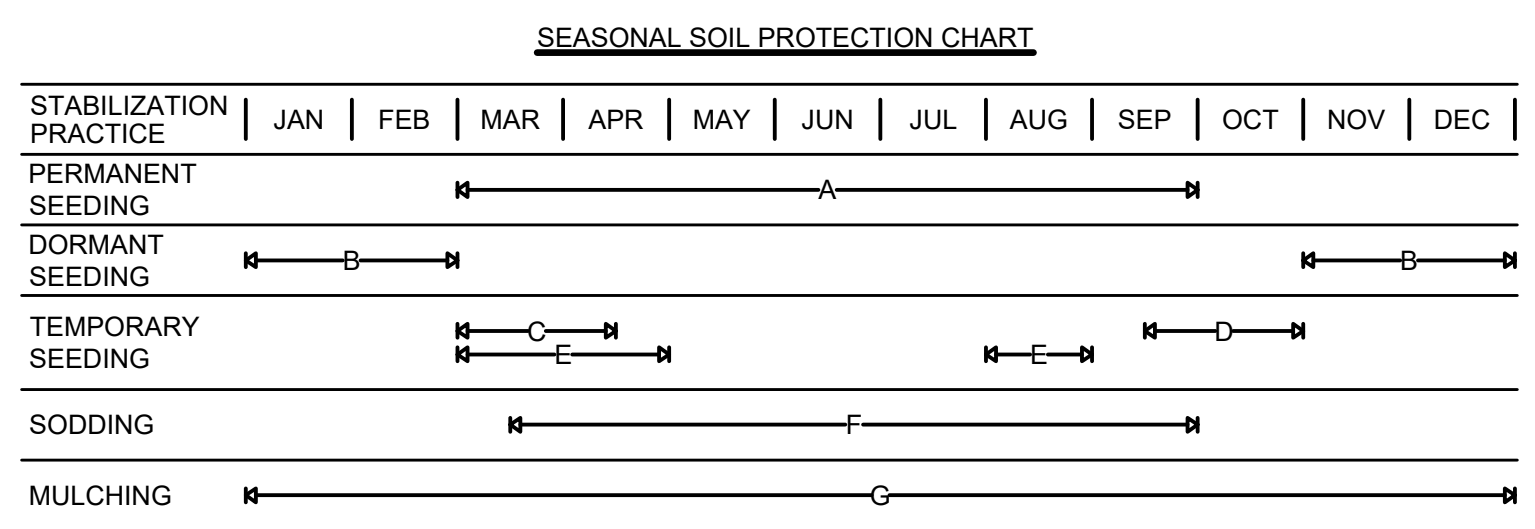 SEASONAL SOIL PROTECTION CHART
STABILIZATION
PRACTICE
JAN FEB MAR APR MAY JUN JUL AUG SEP OCT NOV DEC
PERMANENT
SEEDING
A
DORMANT
SEEDING
B B
TEMPORARY
SEEDING
C D
E E
SODDING F
MULCHING G